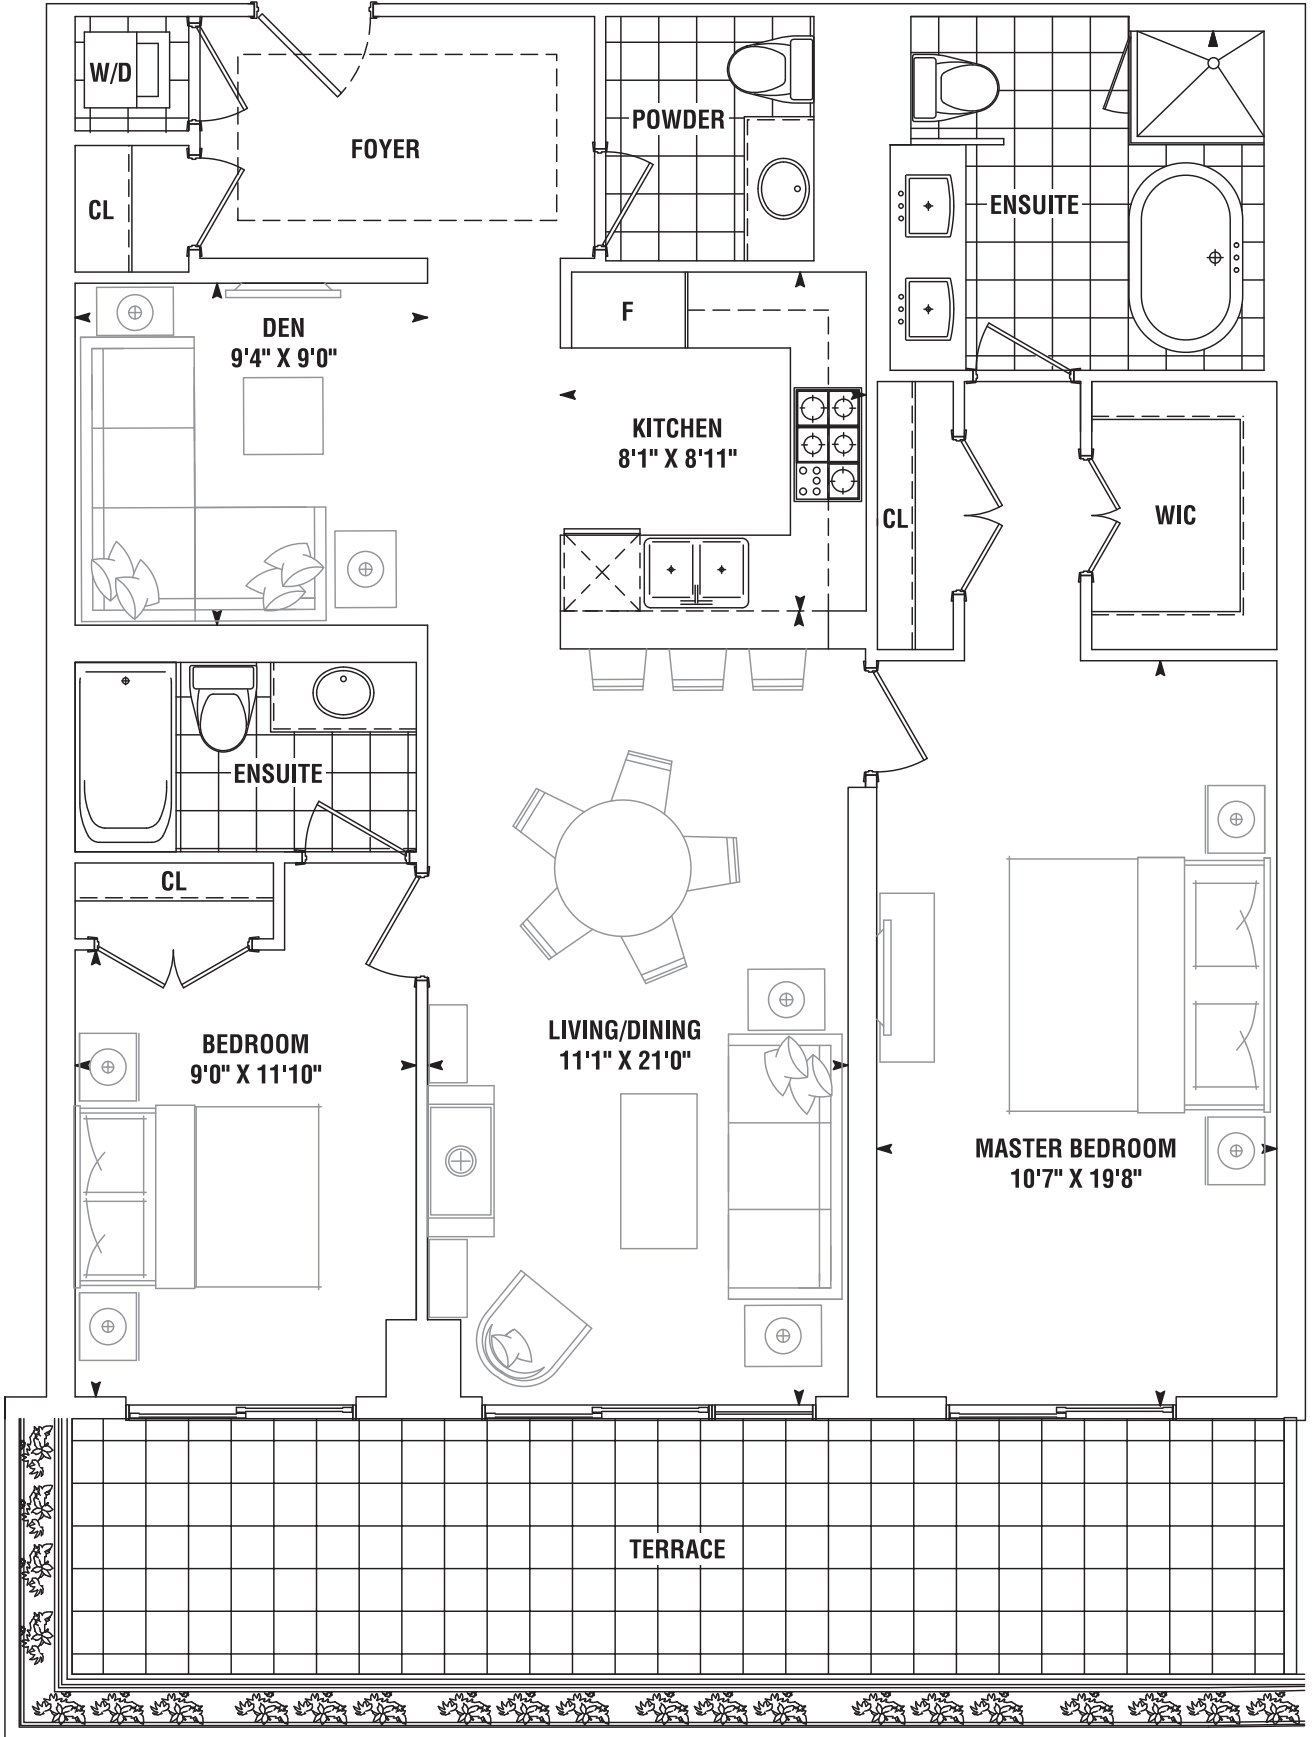 W/D
FOYER
POWDER
CL
ENSUITE
DEN
9'4" X 9'0"
F
KITCHEN
8'1" X 8'11"
CL
WIC
ENSUITE
CL
BEDROOM
9'0" X 11'10"
LIVING/DINING
11'1" X 21'0"
MASTER BEDROOM
10'7" X 19'8"
TERRACE